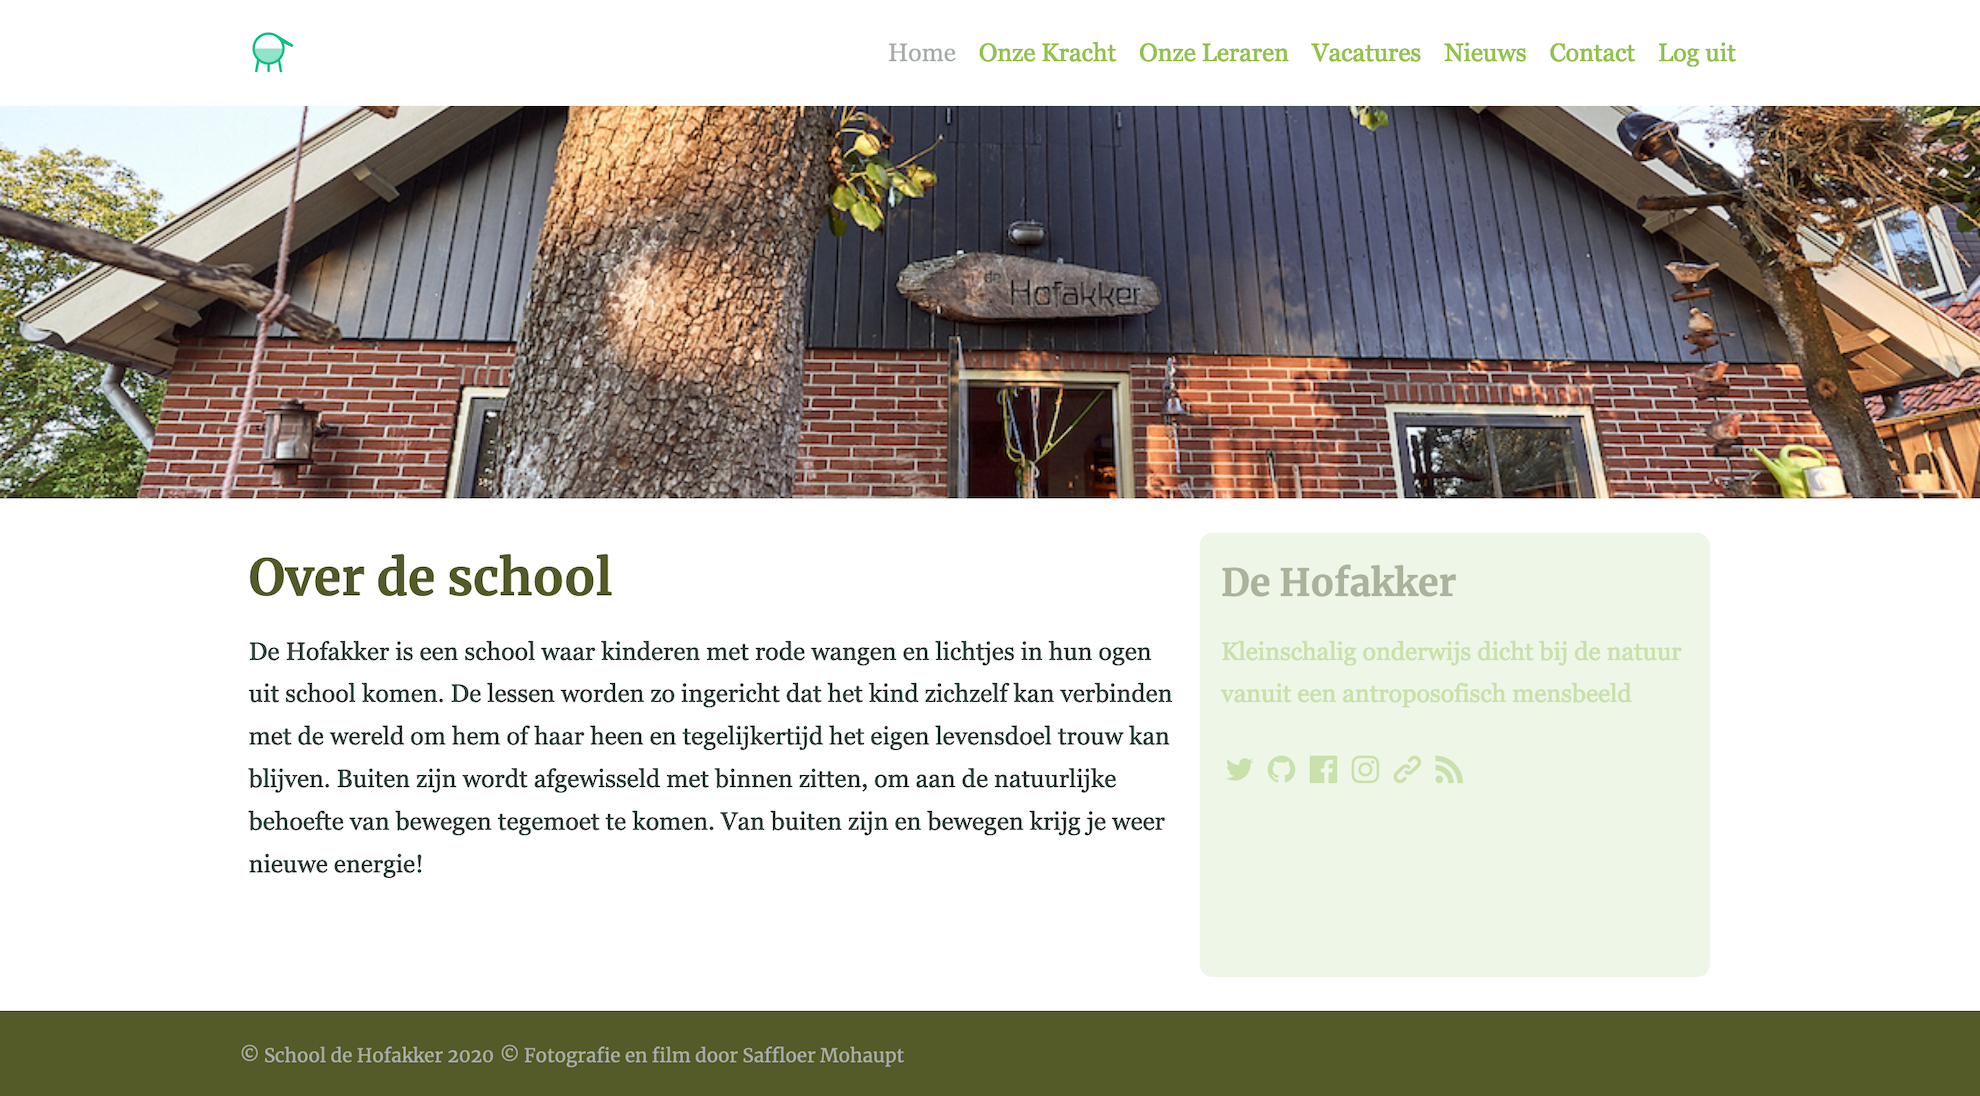 Home Onze Kracht Onze Leraren Vacatures Nieuws Contact Log uit
de
Hofakker
Over de school
De Hofakker is een school waar kinderen met rode wangen en lichtjes in hun ogen
uit school komen. De lessen worden zo ingericht dat het kind zichzelf kan verbinden
met de wereld om hem of haar heen en tegelijkertijd het eigen levensdoel trouw kan
blijven. Buiten zijn wordt afgewisseld met binnen zitten, om aan de natuurlijke
behoefte van bewegen tegemoet te komen. Van buiten zijn en bewegen krijg je weer
nieuwe energie!
De Hofakker
Kleinschalig onderwijs dicht bij de natuur
vanuit een antroposofisch mensbeeld
© School de Hofakker 2020 © Fotografie en film door Saffloer Mohaupt